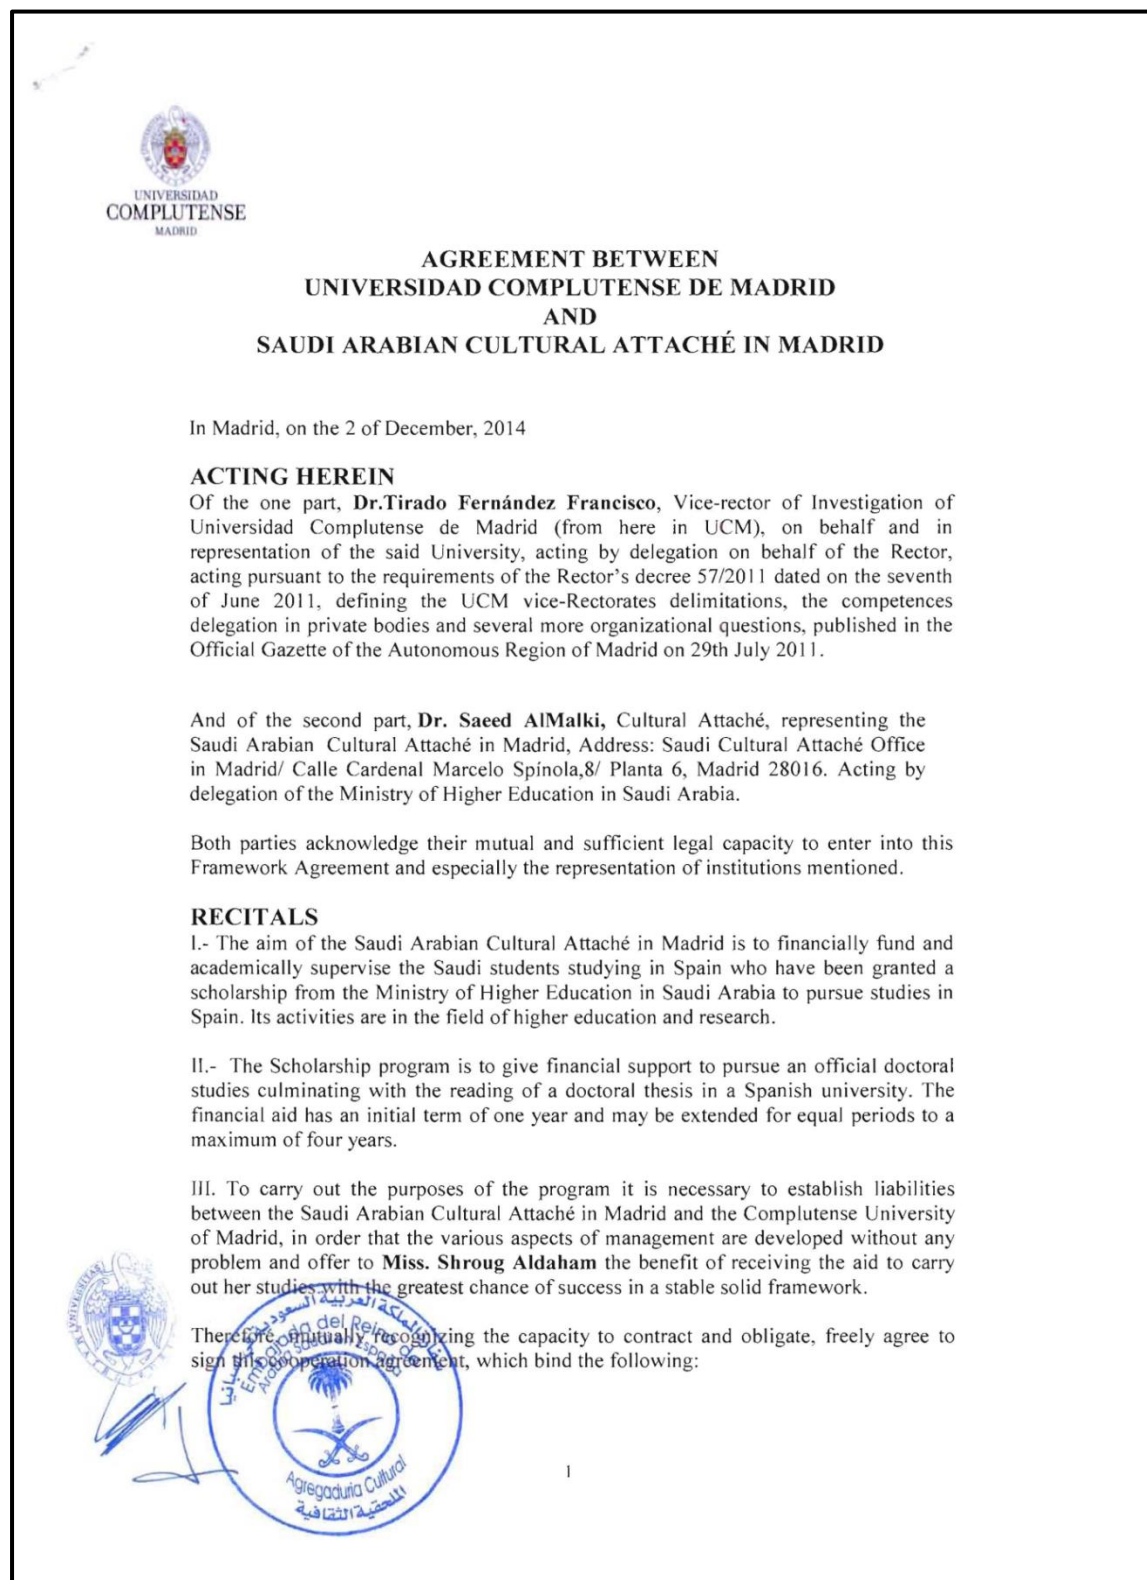 UNIVERSIDAD
COMPLUTENSE
MADRID
AGREEMENT BETWEEN
UNIVERSIDAD COMPLUTENSE DE MADRID
AND
SAUDI ARABIAN CULTURAL ATTACHÉ IN MADRID
In Madrid, on the 2 of December, 2014
ACTING HEREIN
Of the one part, Dr.Tirado Fernández Francisco, Vice-rector of Investigation of
Universidad Complutense de Madrid (from here in UCM), on behalf and in
representation of the said University, acting by delegation on behalf of the Rector,
acting pursuant to the requirements of the Rector's decree 57/2011 dated on the seventh
of June 2011, defining the UCM vice-Rectorates delimitations, the competences
delegation in private bodies and several more organizational questions, published in the
Official Gazette of the Autonomous Region of Madrid on 29th July 2011.
And of the second part, Dr. Saeed AlMalki, Cultural Attaché, representing the
Saudi Arabian Cultural Attaché in Madrid, Address: Saudi Cultural Attaché Office
in Madrid/ Calle Cardenal Marcelo Spínola,8/ Planta 6, Madrid 28016. Acting by
delegation of the Ministry of Higher Education in Saudi Arabia.
Both parties acknowledge their mutual and sufficient legal capacity to enter into this
Framework Agreement and especially the representation of institutions mentioned.
RECITALS
I.- The aim of the Saudi Arabian Cultural Attaché in Madrid is to financially fund and
academically supervise the Saudi students studying in Spain who have been granted a
scholarship from the Ministry of Higher Education in Saudi Arabia to pursue studies in
Spain. Its activities are in the field of higher education and research.
II.- The Scholarship program is to give financial support to pursue an official doctoral
studies culminating with the reading of a doctoral thesis in a Spanish university. The
financial aid has an initial term of one year and may be extended for equal periods to a
maximum of four years.
III. To carry out the purposes of the program it is necessary to establish liabilities
between the Saudi Arabian Cultural Attaché in Madrid and the Complutense University
of Madrid, in order that the various aspects of management are developed without any
problem and offer to Miss. Shroug Aldaham the benefit of receiving the aid to carry
out her studies with the greatest chance of success in a stable solid framework.
Therefore, mutually recognizing the capacity to contract and obligate, freely agree to
sign this cooperation agreement, which bind the following:
سفارة المملكة العربية السعودية في اسبانيا
Embajada del Reino de
Arabia Saudí en España
Agregaduria Cultural
الملحقية الثقافية
1